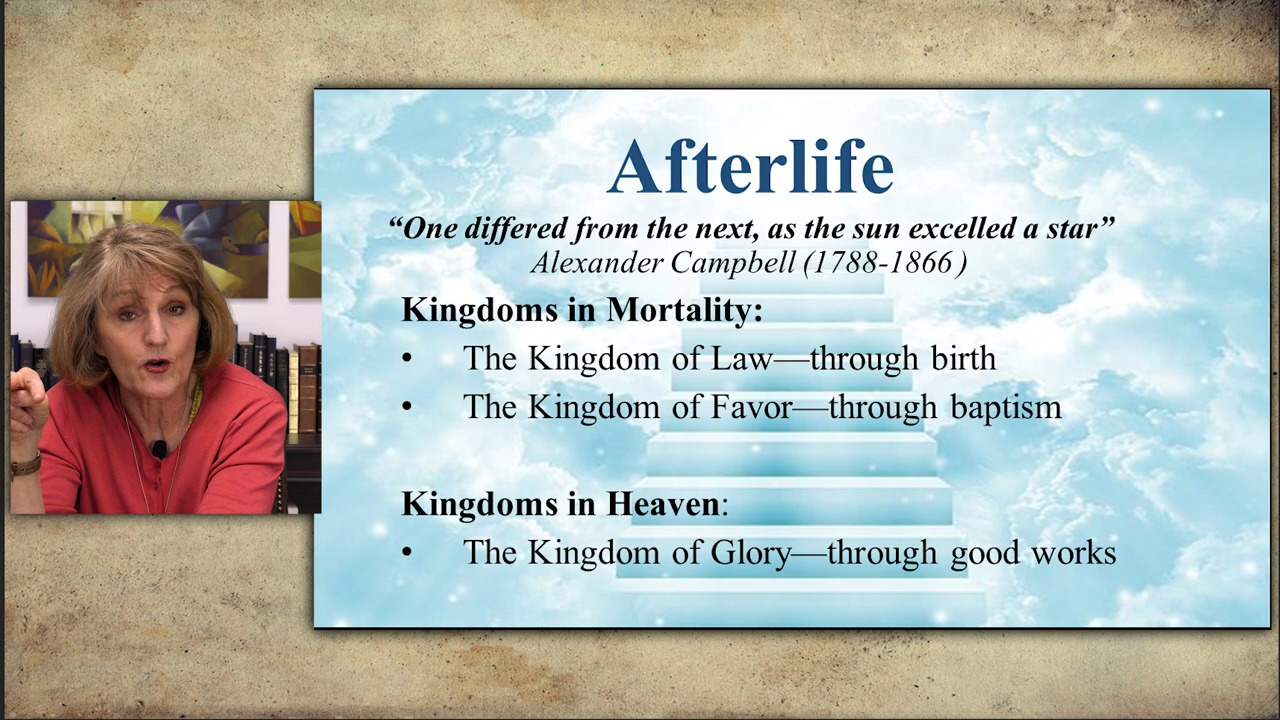 Afterlife
“One differed from the next, as the sun excelled a star”
Alexander Campbell (1788-1866)
Kingdoms in Mortality:
• The Kingdom of Law—through birth
• The Kingdom of Favor—through baptism
Kingdoms in Heaven:
• The Kingdom of Glory—through good works